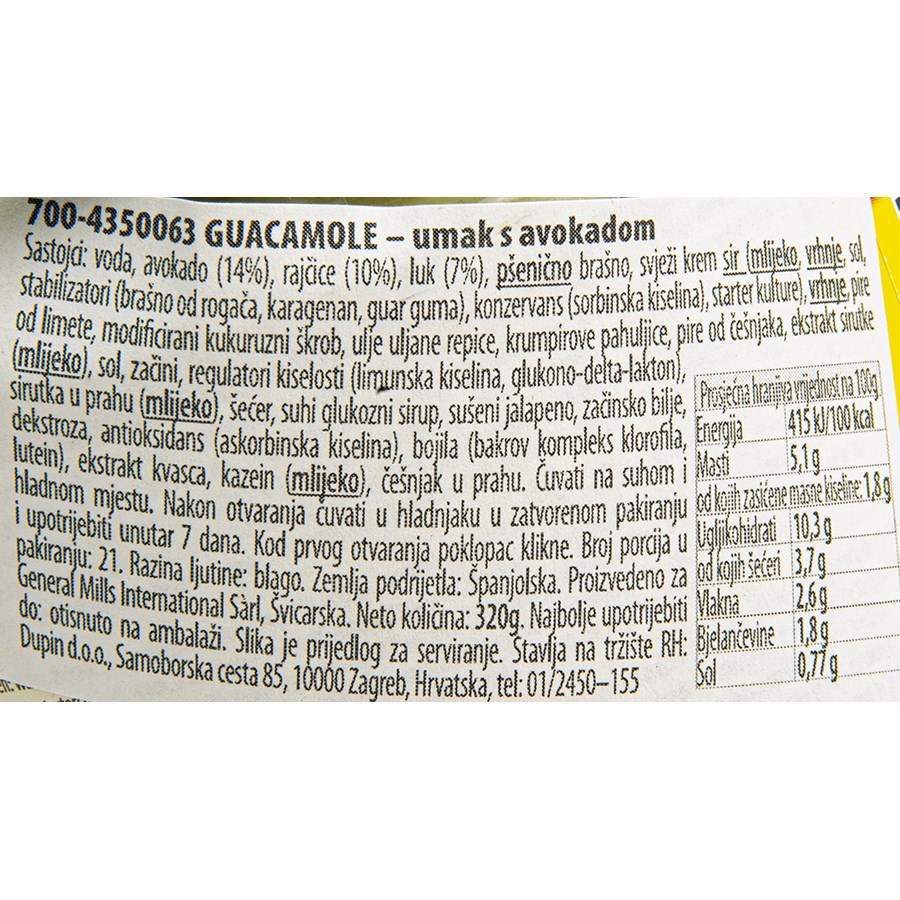 700-4350063 GUACAMOLE – umak s avokadom
Sastojci: voda, avokado (14%), rajčice (10%), luk (7%), pšenično brašno, svježi krem sir (mlijeko, vrhnje, sol,
stabilizatori (brašno od rogača, karagenan, guar guma), konzervans (sorbinska kiselina), starter kulture), vrhnje, pire
od limete, modificirani kukuruzni škrob, ulje uljane repice, krumpirove pahuljice, pire od češnjaka, ekstrakt sirutke
(mlijeko), sol, začini, regulatori kiselosti (limunska kiselina, glukono-delta-lakton),
sirutka u prahu (mlijeko), šećer, suhi glukozni sirup, sušeni jalapeno, začinsko bilje,
dekstroza, antioksidans (askorbinska kiselina), bojila (bakrov kompleks klorofila,
lutein), ekstrakt kvasca, kazein (mlijeko), češnjak u prahu. Čuvati na suhom i
hladnom mjestu. Nakon otvaranja čuvati u hladnjaku u zatvorenom pakiranju
i upotrijebiti unutar 7 dana. Kod prvog otvaranja poklopac klikne. Broj porcija u
pakiranju: 21. Razina ljutine: blago. Zemlja podrijetla: Španjolska. Proizvedeno za
General Mills International Sàrl, Švicarska. Neto količina: 320g. Najbolje upotrijebiti
do: otisnuto na ambalaži. Slika je prijedlog za serviranje. Stavlja na tržište RH:
Dupin d.o.o., Samoborska cesta 85, 10000 Zagreb, Hrvatska, tel: 01/2450–155
Prosječna hranjiva vrijednost na 100g
Energija 415 kJ/100 kcal
Masti 5,1 g
od kojih zasićene masne kiseline: 1,8 g
Ugljikohidrati 10,3 g
od kojih šećeri 3,7 g
Vlakna 2,6 g
Bjelančevine 1,8 g
Sol 0,77 g